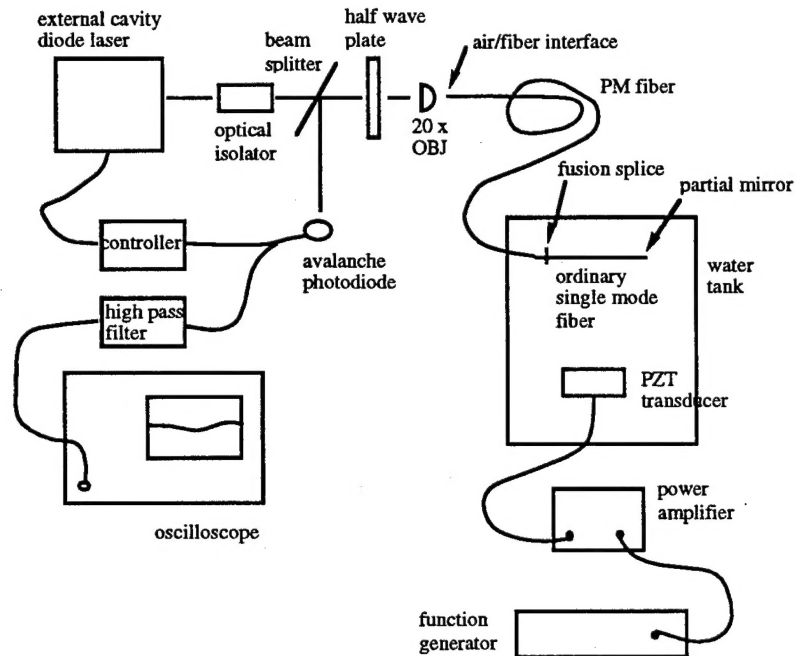 external cavity
diode laser
beam
splitter
half wave
plate
air/fiber interface
PM fiber
optical
isolator
20 x
OBJ
fusion splice
partial mirror
controller
avalanche
photodiode
ordinary
single mode
fiber
water
tank
high pass
filter
PZT
transducer
oscilloscope
power
amplifier
function
generator